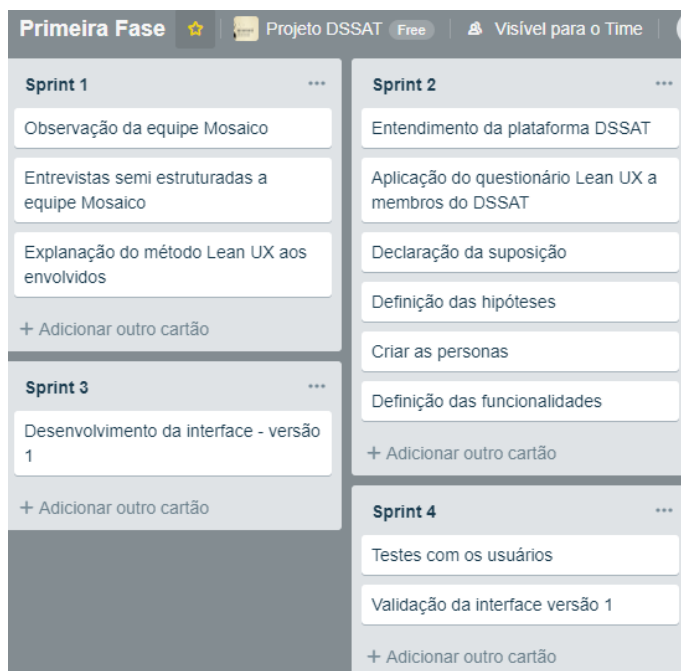 Primeira Fase
Projeto DSSAT Free
Visível para o Time
Sprint 1
Observação da equipe Mosaico
Entrevistas semi estruturadas a
equipe Mosaico
Explanação do método Lean UX aos
envolvidos
+ Adicionar outro cartão
Sprint 2
Entendimento da plataforma DSSAT
Aplicação do questionário Lean UX a
membros do DSSAT
Declaração da suposição
Definição das hipóteses
Criar as personas
Definição das funcionalidades
+ Adicionar outro cartão
Sprint 3
Desenvolvimento da interface - versão
1
+ Adicionar outro cartão
Sprint 4
Testes com os usuários
Validação da interface versão 1
+ Adicionar outro cartão